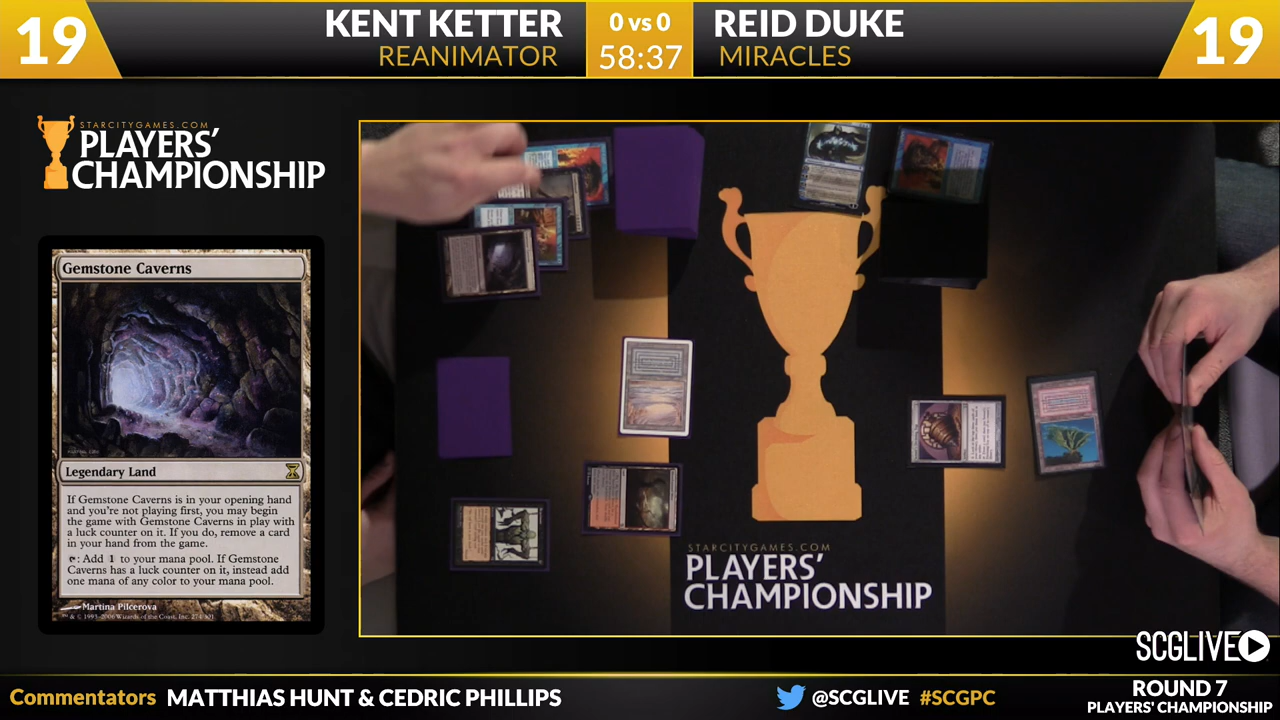 19
KENT KETTER
REANIMATOR
0 vs 0
58:37
REID DUKE
MIRACLES
19
STARCITYGAMES.COM
PLAYERS'
CHAMPIONSHIP
Gemstone Caverns
Legendary Land
If Gemstone Caverns is in your opening hand
and you're not playing first, you may begin
the game with Gemstone Caverns in play with
a luck counter on it. If you do, remove a card
in your hand from the game.
: Add 1 to your mana pool. If Gemstone
Caverns has a luck counter on it, instead add
one mana of any color to your mana pool.
Martina Pilcerova
STARCITYGAMES.COM
PLAYERS'
CHAMPIONSHIP
SCGLIVE
Commentators MATTHIAS HUNT & CEDRIC PHILLIPS
@SCGLIVE #SCGPC
ROUND 7
PLAYERS' CHAMPIONSHIP